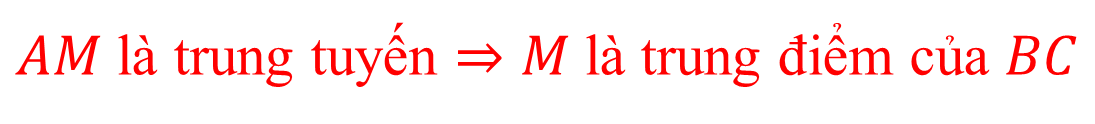 𝐴𝑀 là trung tuyến ⇒ 𝑀 là trung điểm của 𝐵𝐶